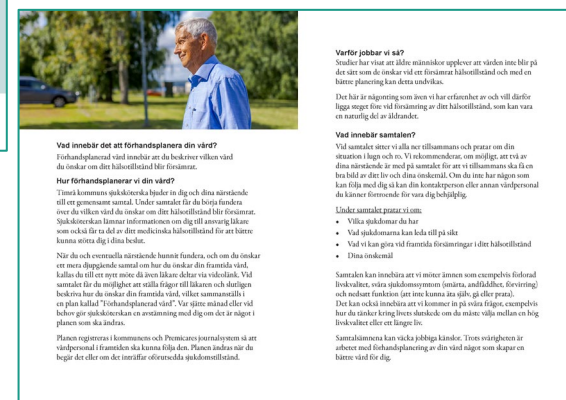 Vad innebär det att förhandsplanera din vård?
Förhandsplanerad vård innebär att du beskriver vilken vård
du önskar om ditt hälsotillstånd blir försämrat.
Hur förhandsplanerar vi din vård?
Timrå kommuns sjuksköterska bjuder in dig och dina närstående
till ett gemensamt samtal. Under samtalet får du börja fundera
över du vilken vård du önskar om ditt hälsotillstånd blir försämrat.
Sjuksköterskan lämnar informationen om dig till ansvarig läkare
som också får ta del av ditt medicinska hälsotillstånd för att bättre
kunna stötta dig i dina beslut.
När du och eventuella närstående hunnit fundera, och om du önskar
ett mera djupgående samtal om hur du önskar din framtida vård,
kallas du till ett nytt möte då även läkare deltar via videolänk. Vid
samtalet får du möjlighet att ställa frågor till läkaren och slutligen
beskriva hur du önskar din framtida vård, vilket sammanställs i
en plan kallad ”Förhandsplanerad vård”. Var sjätte månad eller vid
behov gör sjuksköterskan en avstämning med dig om det är något i
planen som ska ändras.
Planen registreras i kommunens och Premicares journalsystem så att
vårdpersonal i framtiden ska kunna följa den. Planen ändras när du
begär det eller om det inträffar oförutsedda sjukdomstillstånd.
Varför jobbar vi så?
Studier har visat att äldre människor upplever att vården inte blir på
det sätt som de önskar vid ett försämrat hälsotillstånd och med en
bättre planering kan detta undvikas.
Det här är någonting som även vi har erfarenhet av och vill därför
ligga steget före vid försämring av ditt hälsotillstånd, som kan vara
en naturlig del av åldrandet.
Vad innebär samtalen?
Vid samtalet sitter vi alla ner tillsammans och pratar om din
situation i lugn och ro. Vi rekommenderar, om möjligt, att två av
dina närstående är med på samtalet för att vi tillsammans ska få en
bra bild av ditt liv och dina önskemål. Om du inte har någon som
kan följa med dig så kan din kontaktperson eller annan vårdpersonal
du känner förtroende för vara dig behjälplig.
Under samtalet pratar vi om:
• Vilka sjukdomar du har
• Vad sjukdomarna kan leda till på sikt
• Vad vi kan göra vid framtida försämringar i ditt hälsotillstånd
• Dina önskemål
Samtalen kan innebära att vi möter ämnen som exempelvis förlorad
livskvalitet, svåra sjukdomssymtom (smärta, andfåddhet, förvirring)
och nedsatt funktion (att inte kunna äta själv, gå eller prata).
Det kan också innebära att vi kommer in på svåra frågor, exempelvis
hur du tänker kring livets slutskede om du måste välja mellan en hög
livskvalitet eller ett längre liv.
Samtalsämnena kan väcka jobbiga känslor. Trots svårigheten är
arbetet med förhandsplanering av din vård något som skapar en
bättre vård för dig.